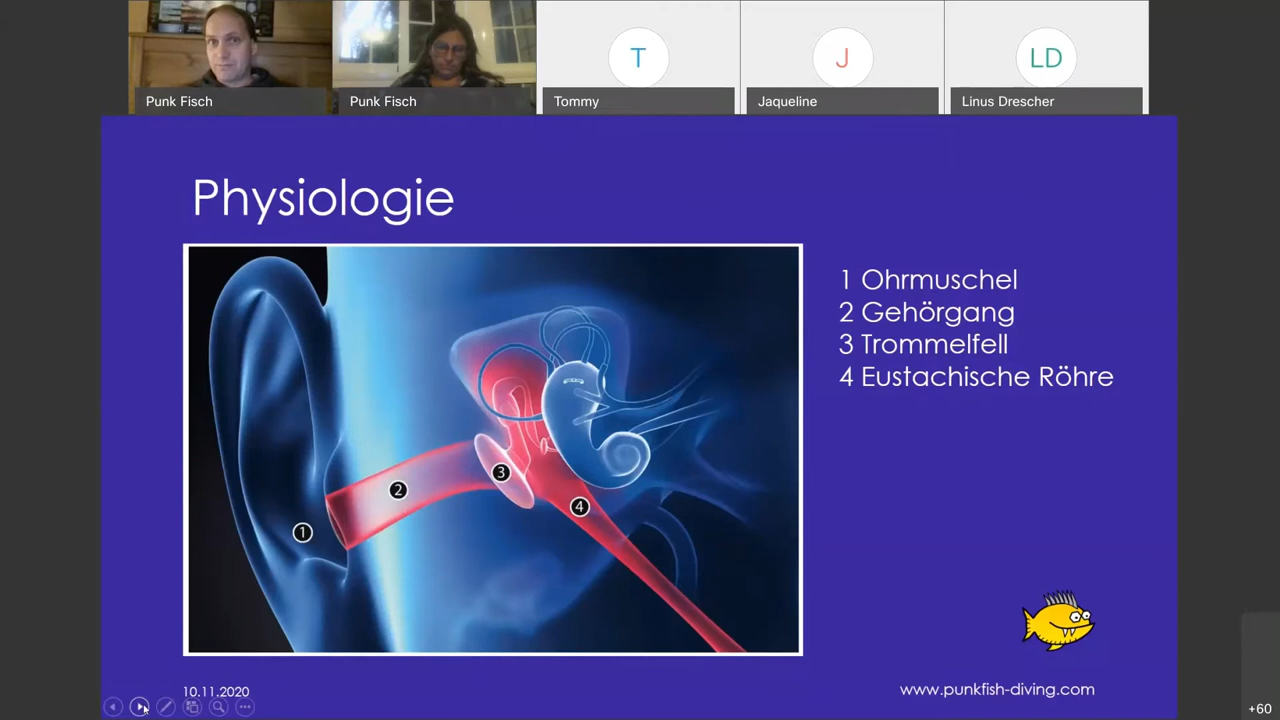 T
J
LD
Punk Fisch
Punk Fisch
Tommy
Jaqueline
Linus Drescher
Physiologie
1 Ohrmuschel
2 Gehörgang
3 Trommelfell
4 Eustachische Röhre
3
2
4
1
10.11.2020
www.punkfish-diving.com
+60